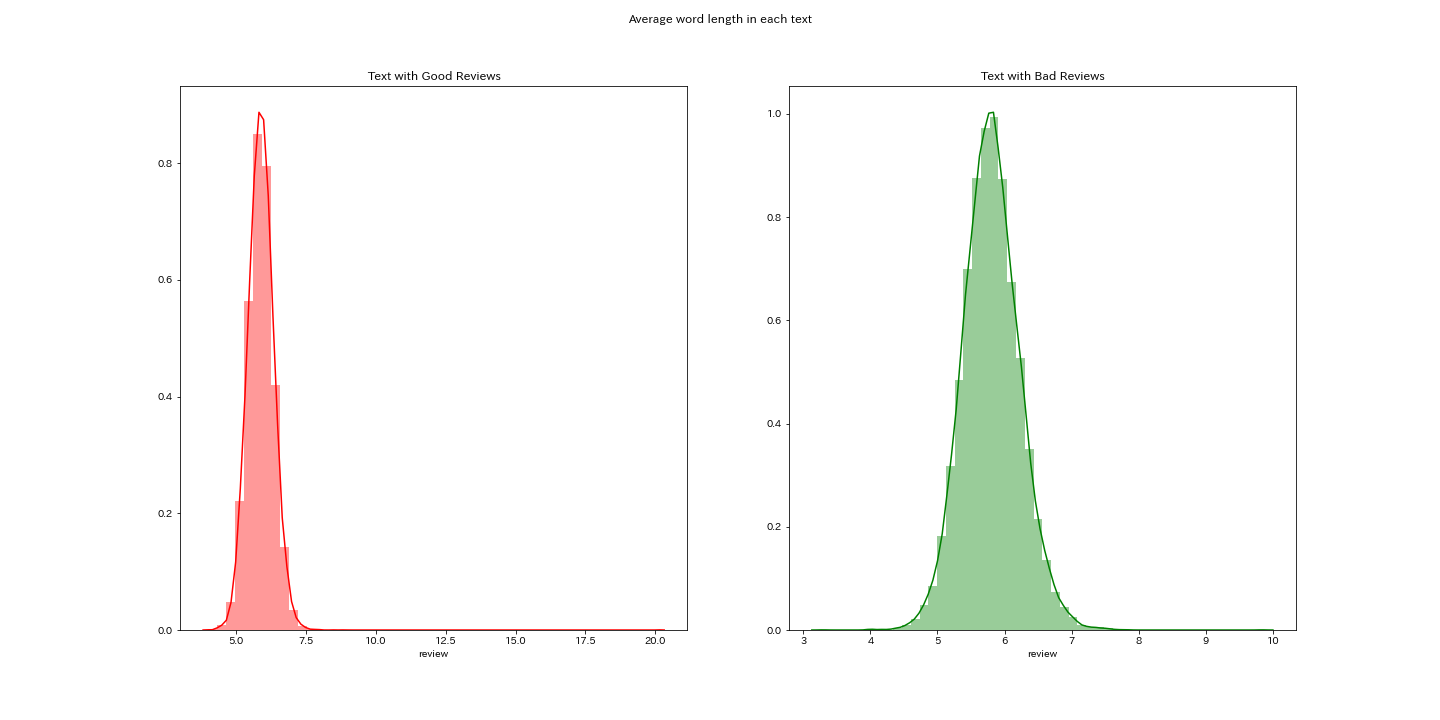 Average word length in each text
Text with Good Reviews
0.8
0.6
0.4
0.2
0.0
5.0 7.5 10.0 12.5 15.0 17.5 20.0
review
Text with Bad Reviews
1.0
0.8
0.6
0.4
0.2
0.0
3 4 5 6 7 8 9 10
review